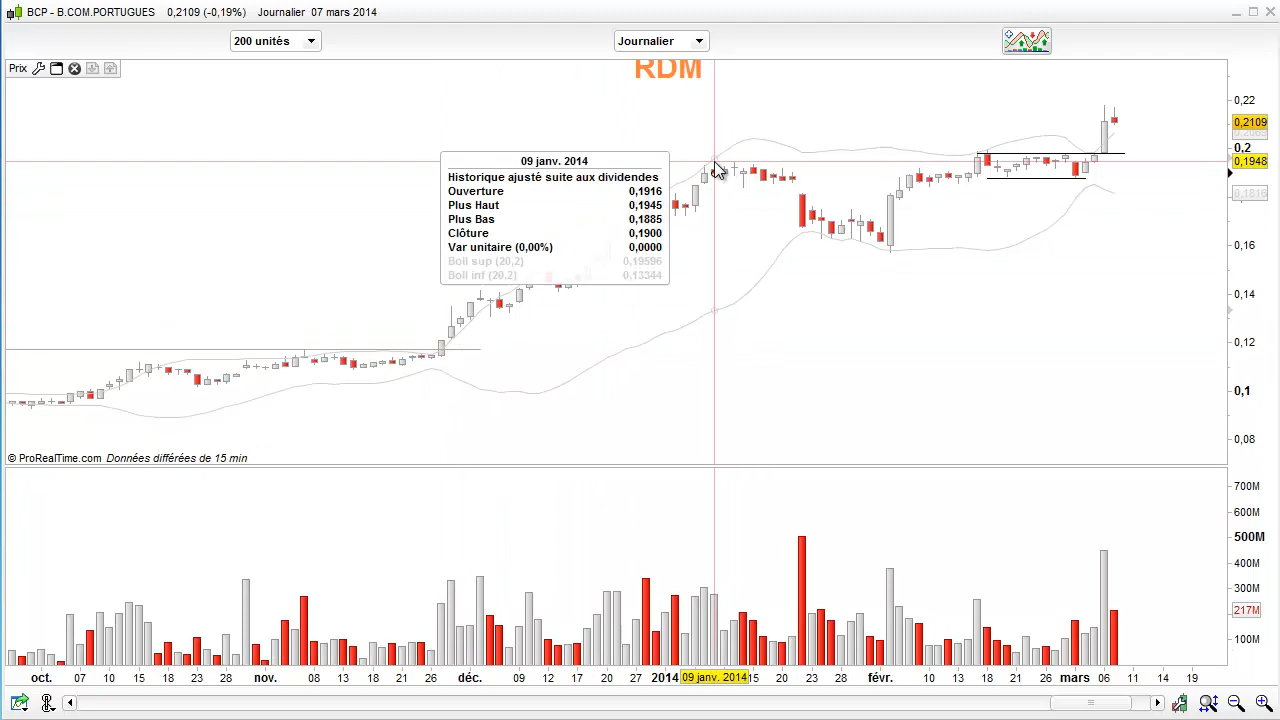 BCP - B.COM.PORTUGUES 0,2109 (-0,19%) Journalier 07 mars 2014
200 unités
Journalier
Prix
RDM
09 janv. 2014
Historique ajusté suite aux dividendes
Ouverture 0,1916
Plus Haut 0,1945
Plus Bas 0,1885
Clôture 0,1900
Var unitaire (0,00%) 0,0000
Boll sup (20,2) 0,19596
Boll inf (20,2) 0,13344
0,22
0,2109
0,2
0,1948
0,1816
0,16
0,14
0,12
0,1
0,08
© ProRealTime.com Données différées de 15 min
700M
600M
500M
400M
300M
217M
100M
oct. 07 10 15 18 23 28 nov. 08 13 18 21 26 déc. 09 12 17 20 27 2014 09 janv. 2014 15 20 23 28 févr. 10 13 18 21 26 mars 06 11 14 19